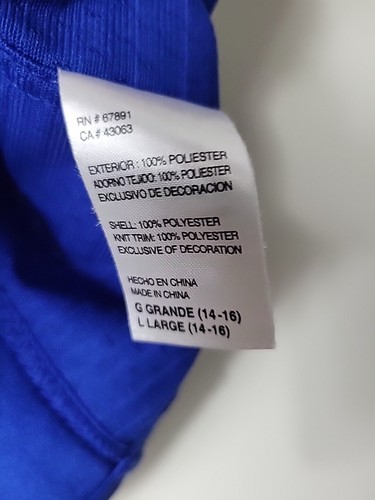 RN # 67891
CA # 43063
EXTERIOR : 100% POLIESTER
ADORNO TEJIDO: 100% POLIESTER
EXCLUSIVO DE DECORACION
SHELL: 100% POLYESTER
KNIT TRIM: 100% POLYESTER
EXCLUSIVE OF DECORATION
HECHO EN CHINA
MADE IN CHINA
G GRANDE (14-16)
L LARGE (14-16)